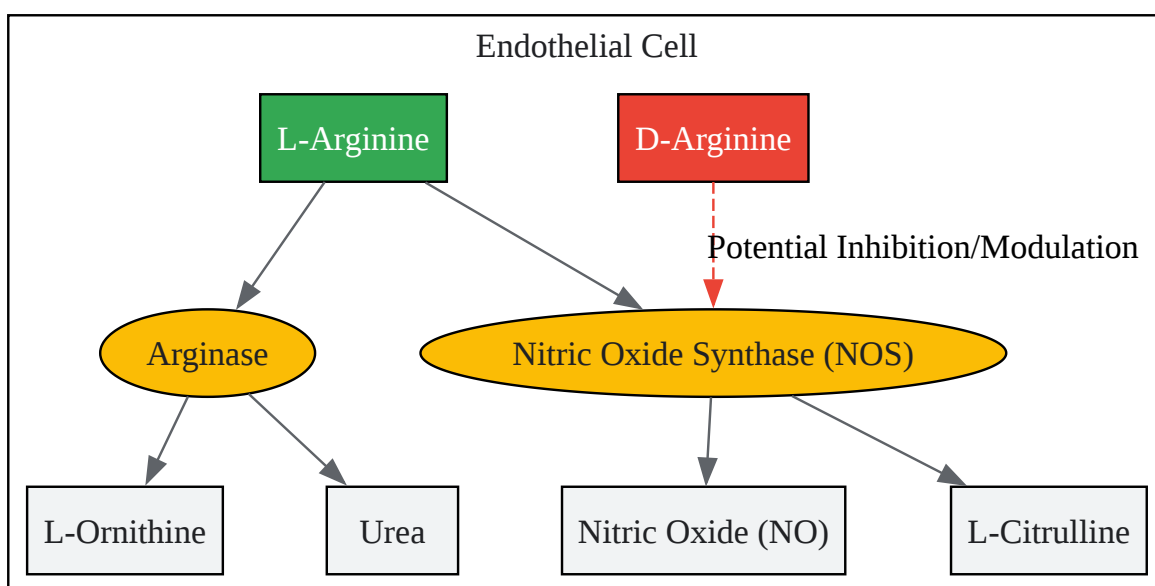 Endothelial Cell
L-Arginine
D-Arginine
Potential Inhibition/Modulation
Arginase
Nitric Oxide Synthase (NOS)
L-Ornithine
Urea
Nitric Oxide (NO)
L-Citrulline